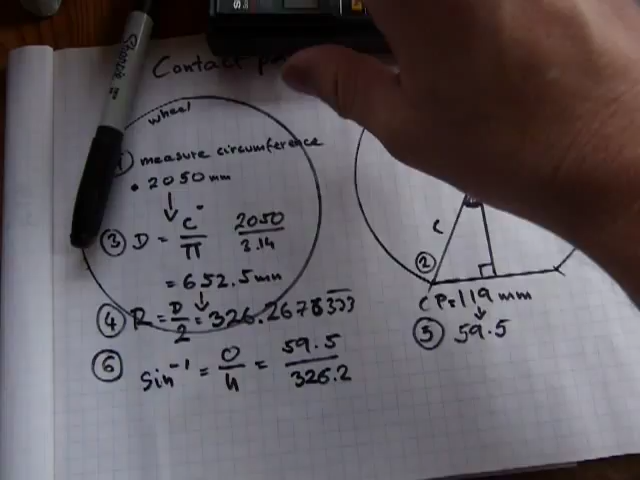 Sharpie
Contact
wheel
① measure circumference
• 2050 mm
↓
③ D = C / π 2050 / 3.14
= 652.5 mm
↓
④ R = D / 2 = 326.2676333
⑥ Sin⁻¹ = O / h = 59.5 / 326.2
C
②
CP = 119 mm
↓
⑤ 59.5